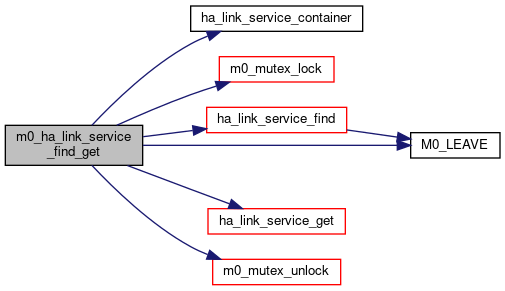 ha_link_service_container
m0_mutex_lock
ha_link_service_find
m0_ha_link_service
_find_get
M0_LEAVE
ha_link_service_get
m0_mutex_unlock